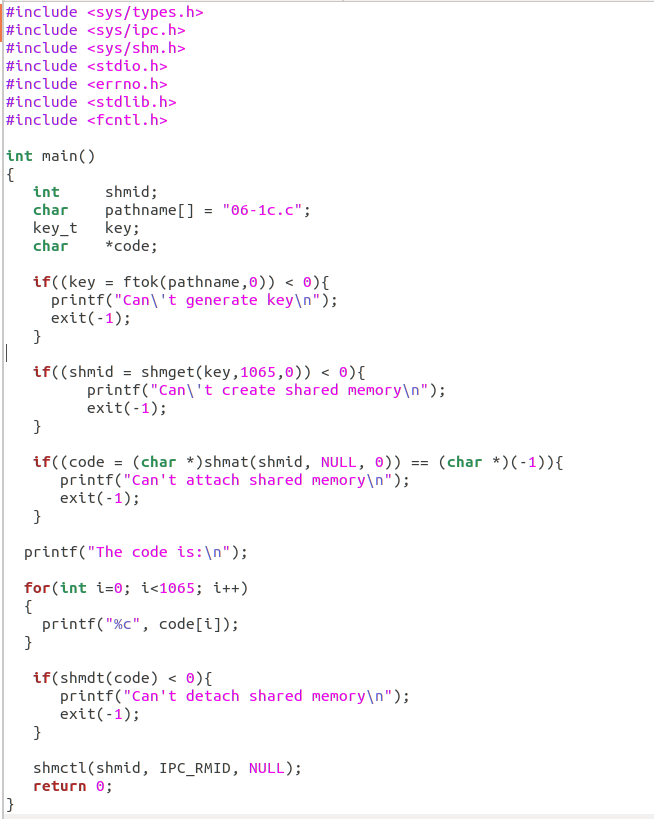 #include <sys/types.h>
#include <sys/ipc.h>
#include <sys/shm.h>
#include <stdio.h>
#include <errno.h>
#include <stdlib.h>
#include <fcntl.h>

int main()
{
   int     shmid;
   char    pathname[] = "06-1c.c";
   key_t   key;
   char    *code;

   if((key = ftok(pathname,0)) < 0){
     printf("Can\'t generate key\n");
     exit(-1);
   }

   if((shmid = shmget(key,1065,0)) < 0){
         printf("Can\'t create shared memory\n");
         exit(-1);
   }

   if((code = (char *)shmat(shmid, NULL, 0)) == (char *)(-1)){
      printf("Can't attach shared memory\n");
      exit(-1);
   }

  printf("The code is:\n");

  for(int i=0; i<1065; i++)
  {
    printf("%c", code[i]);
  }

   if(shmdt(code) < 0){
      printf("Can't detach shared memory\n");
      exit(-1);
   }

   shmctl(shmid, IPC_RMID, NULL);
   return 0;
}